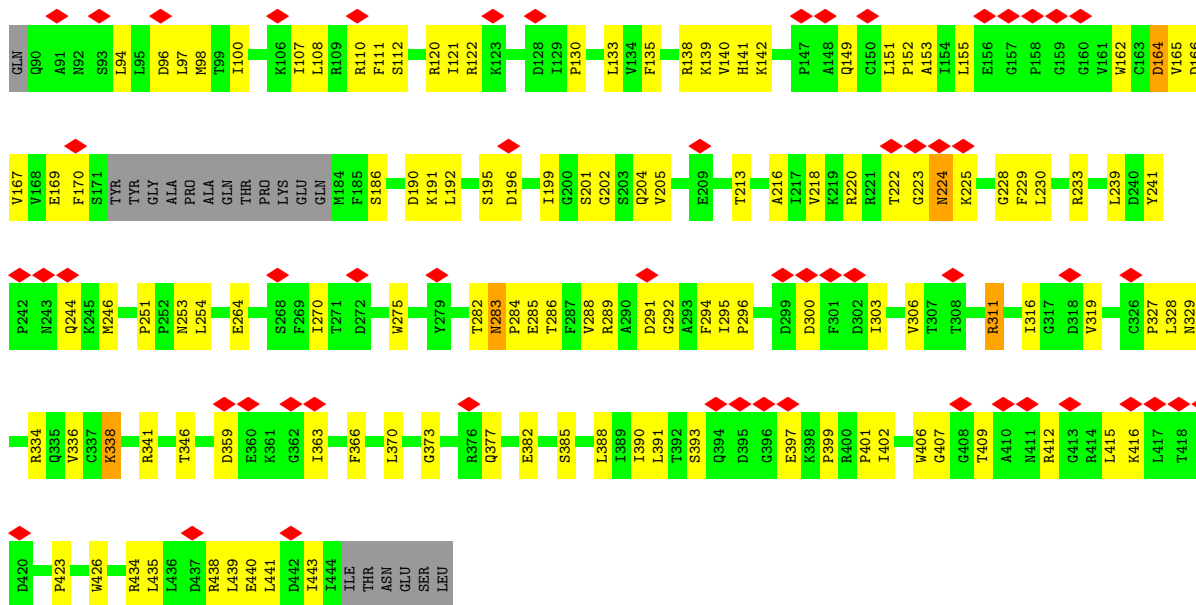 GLN Q90 A91 N92 S93 L94 L95 D96 L97 M98 T99 I100 K106 I107 L108 R109 R110 F111 S112 R120 I121 R122 K123 D128 I129 P130 L133 V134 F135 R138 K139 V140 H141 K142 P147 A148 Q149 C150 L151 P152 A153 I154 L155 E156 G157 P158 G159 G160 V161 W162 C163 D164 V165
V167 V168 E169 F170 S171 TYR TYR GLY ALA PRO ALA GLN THR PRO LYS GLU GLN M184 F185 S186 D190 K191 L192 S195 D196 I199 G200 S201 G202 S203 Q204 V205 E209 T213 A216 I217 V218 K219 R220 R221 T222 G223 N224 K225 G228 F229 L230 R233 L239 D240 Y241
P242 N243 Q244 K245 M246 P251 P252 N253 L254 E264 S268 F269 I270 T271 D272 W275 Y279 T282 N283 P284 E285 T286 F287 V288 R289 A290 D291 G292 A293 F294 I295 P296 D299 D300 F301 D302 I303 V306 T307 T308 R311 I316 G317 D318 V319 C326 P327 L328 N329
R334 Q335 V336 C337 K338 R341 T346 D359 E360 K361 G362 I363 F366 L370 G373 R376 Q377 E382 S385 L388 I389 I390 L391 T392 S393 Q394 D395 G396 E397 K398 P399 R400 P401 I402 W406 G407 G408 T409 A410 N411 R412 G413 R414 L415 K416 L417 T418
D420 P423 W426 R434 L435 L436 D437 R438 L439 E440 L441 D442 I443 I444 ILE THR ASN GLU SER LEU